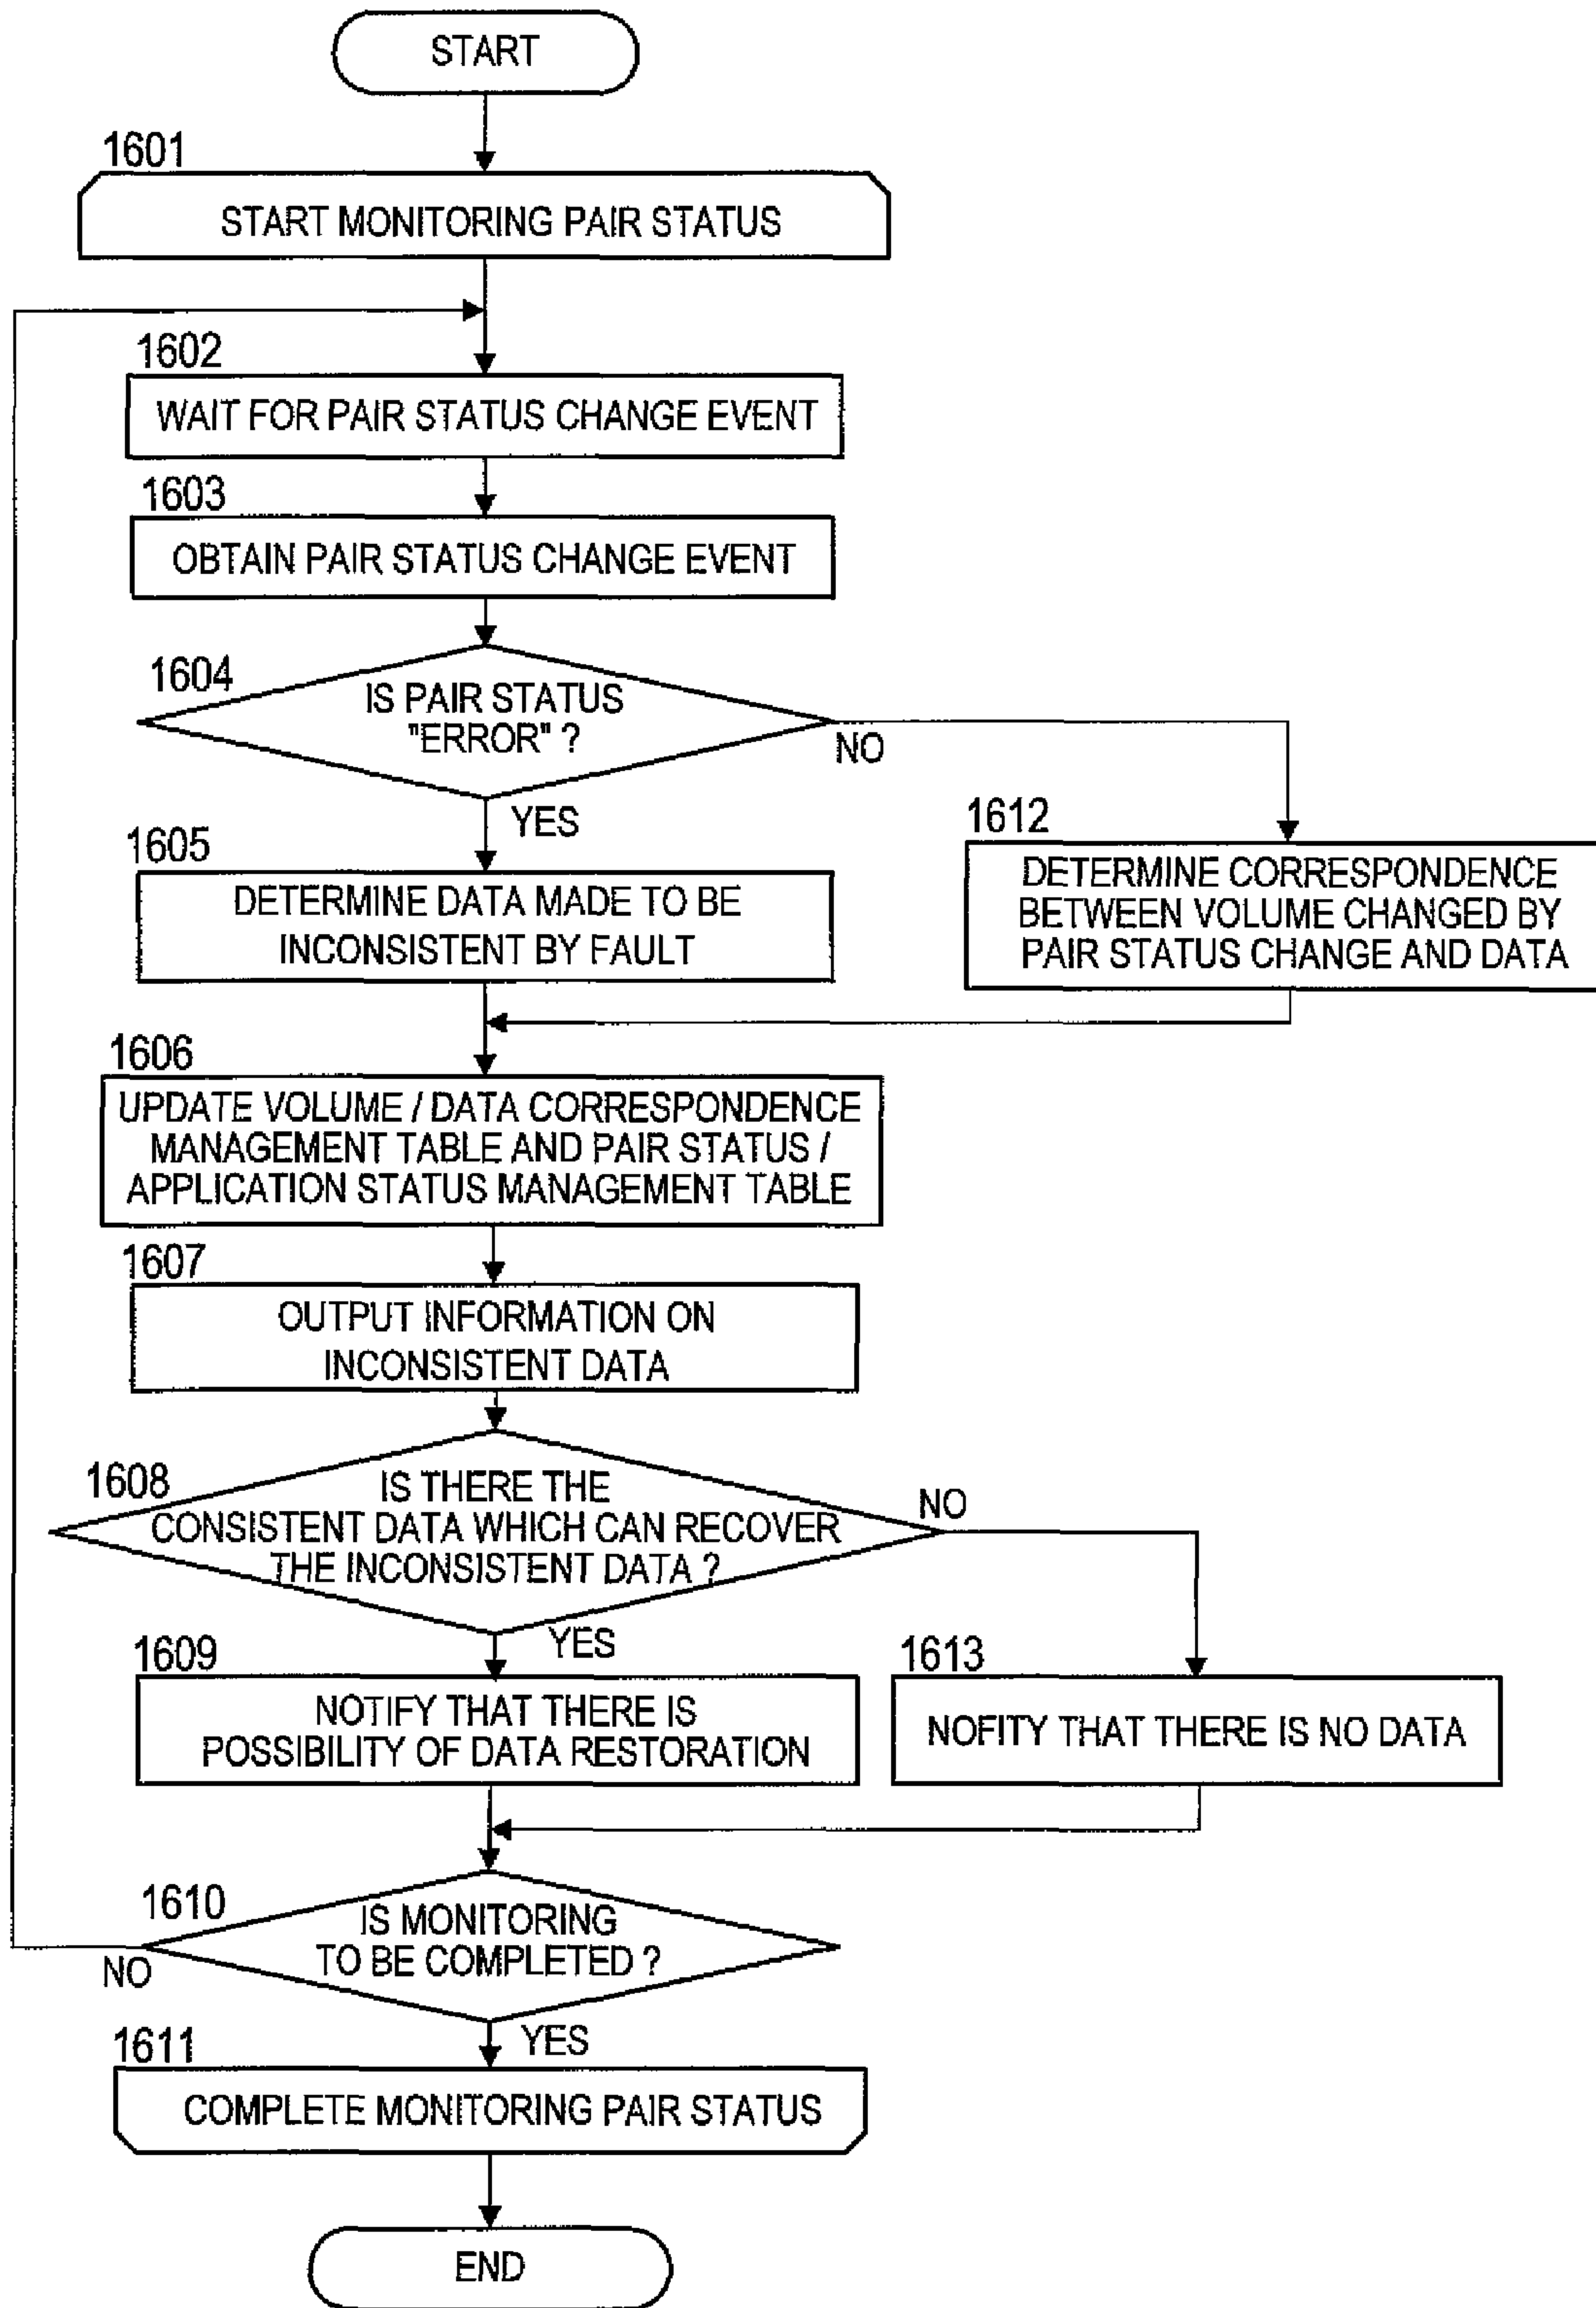 START
1601
START MONITORING PAIR STATUS
1602
WAIT FOR PAIR STATUS CHANGE EVENT
1603
OBTAIN PAIR STATUS CHANGE EVENT
1604
IS PAIR STATUS
"ERROR" ?
NO
YES
1605
DETERMINE DATA MADE TO BE
INCONSISTENT BY FAULT
1612
DETERMINE CORRESPONDENCE
BETWEEN VOLUME CHANGED BY
PAIR STATUS CHANGE AND DATA
1606
UPDATE VOLUME / DATA CORRESPONDENCE
MANAGEMENT TABLE AND PAIR STATUS /
APPLICATION STATUS MANAGEMENT TABLE
1607
OUTPUT INFORMATION ON
INCONSISTENT DATA
1608
IS THERE THE
CONSISTENT DATA WHICH CAN RECOVER
THE INCONSISTENT DATA ?
NO
YES
1609
NOTIFY THAT THERE IS
POSSIBILITY OF DATA RESTORATION
1613
NOFITY THAT THERE IS NO DATA
1610
IS MONITORING
TO BE COMPLETED ?
NO
YES
1611
COMPLETE MONITORING PAIR STATUS
END